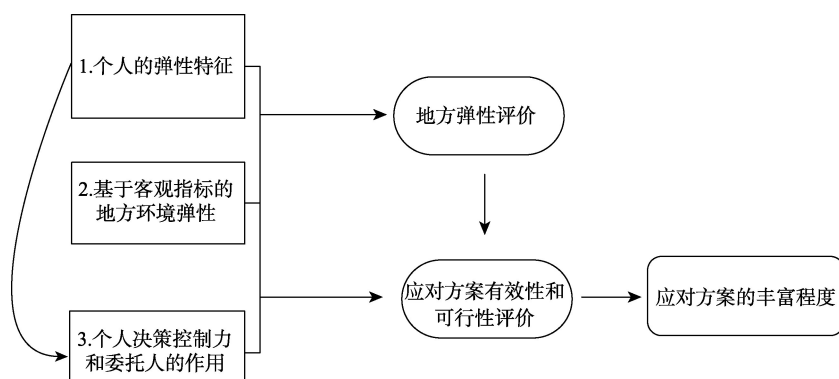 1.个人的弹性特征
地方弹性评价
2.基于客观指标的
地方环境弹性
应对方案有效性和
可行性评价
应对方案的丰富程度
3.个人决策控制力
和委托人的作用